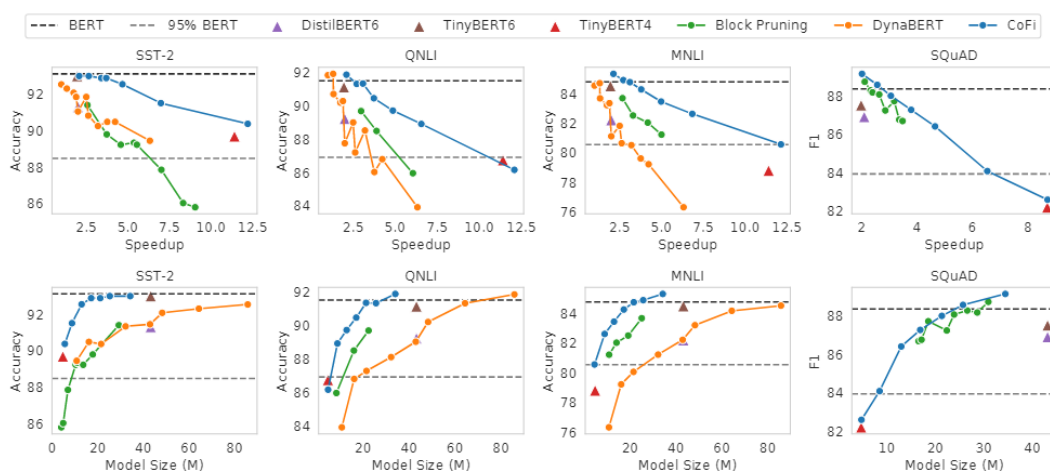 BERT 95% BERT DistilBERT6 TinyBERT6 TinyBERT4 Block Pruning DynaBERT CoFi
SST-2 QNLI MNLI SQuAD
Accuracy 92 90 88 86
Accuracy 92 91 90 89 88 87 86 85 84
Accuracy 84 82 80 78 76
F1 88 86 84 82
2.5 5.0 7.5 10.0 12.5
2.5 5.0 7.5 10.0 12.5
2.5 5.0 7.5 10.0 12.5
2 4 6 8
Speedup Speedup Speedup Speedup
SST-2 QNLI MNLI SQuAD
Accuracy 92 90 88 86
Accuracy 92 90 88 86 84
Accuracy 84 82 80 78 76
F1 88 86 84 82
0 20 40 60 80
0 20 40 60 80
0 20 40 60 80
10 20 30 40
Model Size (M) Model Size (M) Model Size (M) Model Size (M)